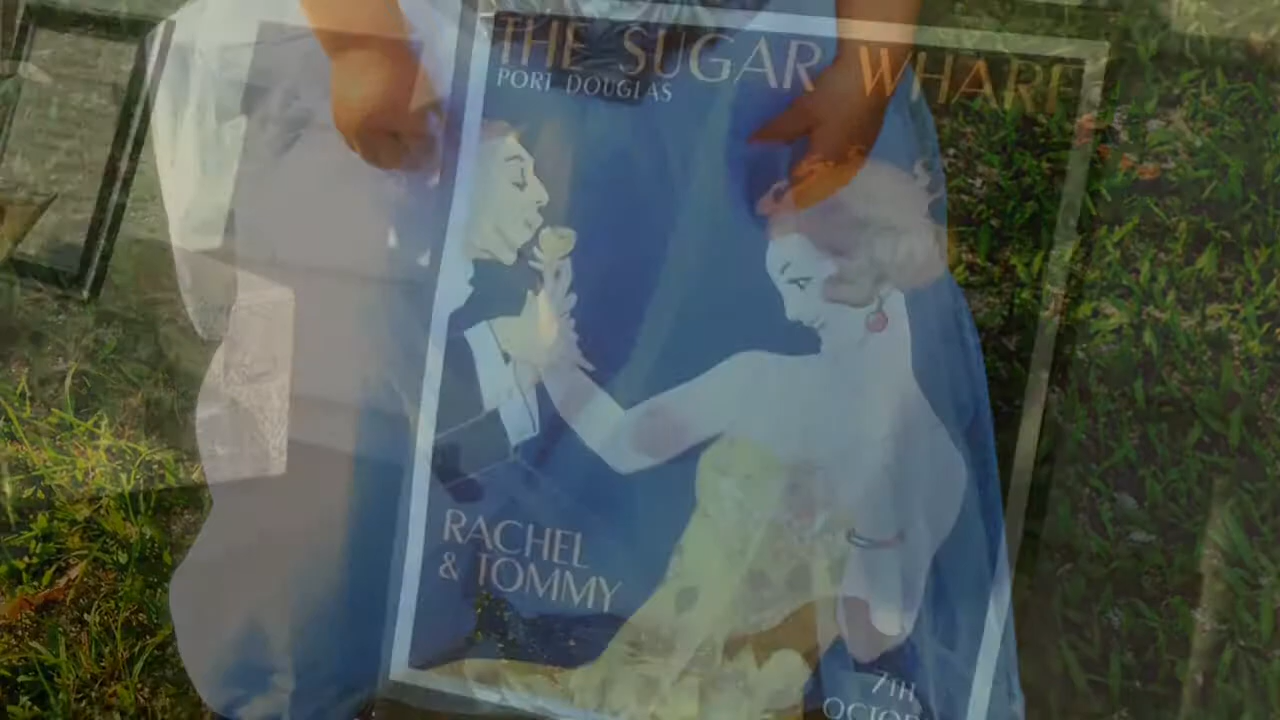 THE SUGAR WHARF
PORT DOUGLAS
RACHEL
& TOMMY
7TH